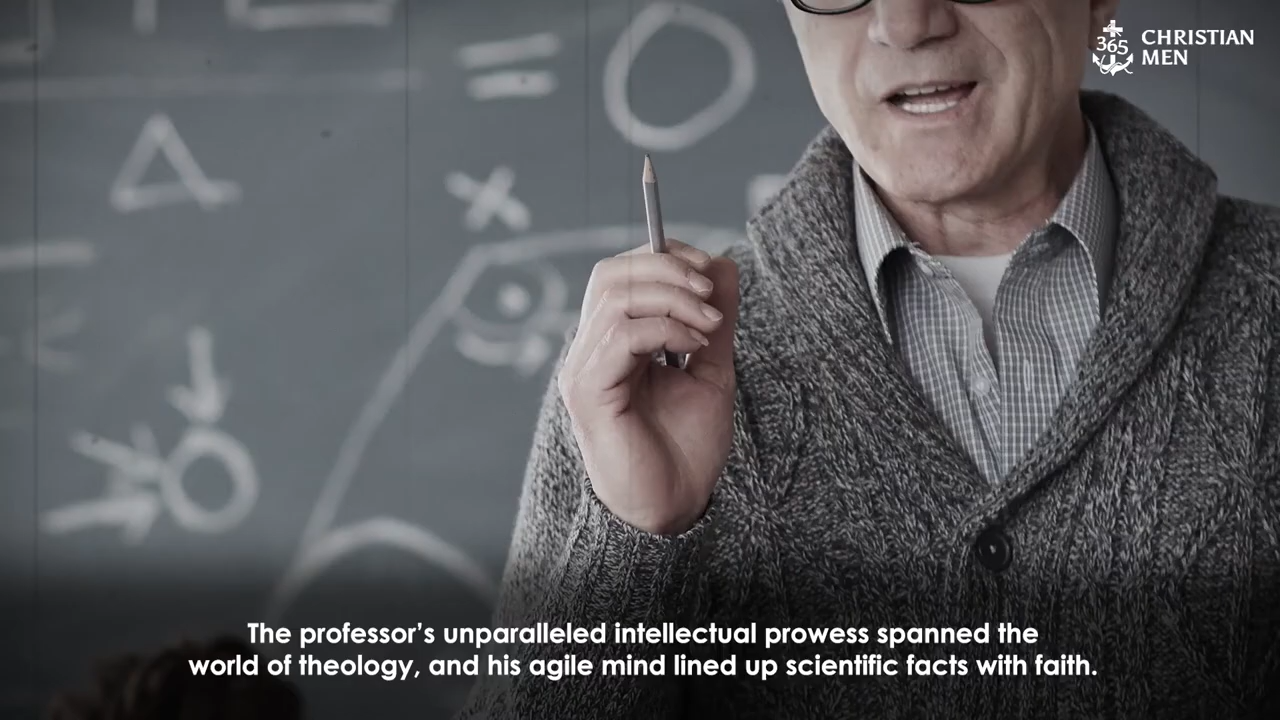 365
CHRISTIAN
MEN
The professor's unparalleled intellectual prowess spanned the
world of theology, and his agile mind lined up scientific facts with faith.